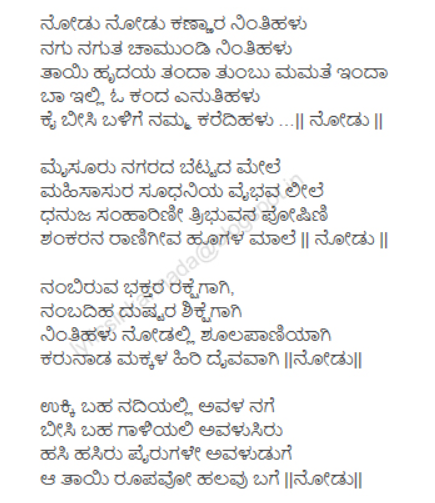 ನೋಡು ನೋಡು ಕಣ್ಣಾರ ನಿಂತಿಹಳು
ನಗು ನಗುತ ಚಾಮುಂಡಿ ನಿಂತಿಹಳು
ತಾಯಿ ಹೃದಯ ತಂದಾ ತುಂಬು ಮಮತೆ ಇಂದಾ
ಬಾ ಇಲ್ಲಿ ಓ ಕಂದ ಎನುತಿಹಳು
ಕೈ ಬೀಸಿ ಬಳಿಗೆ ನಮ್ಮ ಕರೆದಿಹಳು ...|| ನೋಡು ||
ಮೈಸೂರು ನಗರದ ಬೆಟ್ಟದ ಮೇಲೆ
ಮಹಿಸಾಸುರ ಸೂಧನಿಯ ವೈಭವ ಲೀಲೆ
ಧನುಜ ಸಂಹಾರಿಣೀ ತ್ರಿಭುವನ ಪೋಷಿಣಿ
ಶಂಕರನ ರಾಣಿಗೀವ ಹೂಗಳ ಮಾಲೆ || ನೋಡು ||
ನಂಬಿರುವ ಭಕ್ತರ ರಕ್ಷೆಗಾಗಿ,
ನಂಬದಿಹ ದುಷ್ಟರ ಶಿಕ್ಷೆಗಾಗಿ
ನಿಂತಿಹಳು ನೋಡಲ್ಲಿ ಶೂಲಪಾಣಿಯಾಗಿ
ಕರುನಾಡ ಮಕ್ಕಳ ಹಿರಿ ದೈವವಾಗಿ ||ನೋಡು||
ಉಕ್ಕಿ ಬಹ ನದಿಯಲ್ಲಿ ಅವಳ ನಗೆ
ಬೀಸಿ ಬಹ ಗಾಳಿಯಲಿ ಅವಳುಸಿರು
ಹಸಿ ಹಸಿರು ಪೈರುಗಳೇ ಅವಳುಡುಗೆ
ಆ ತಾಯಿ ರೂಪವೋ ಹಲವು ಬಗೆ ||ನೋಡು||